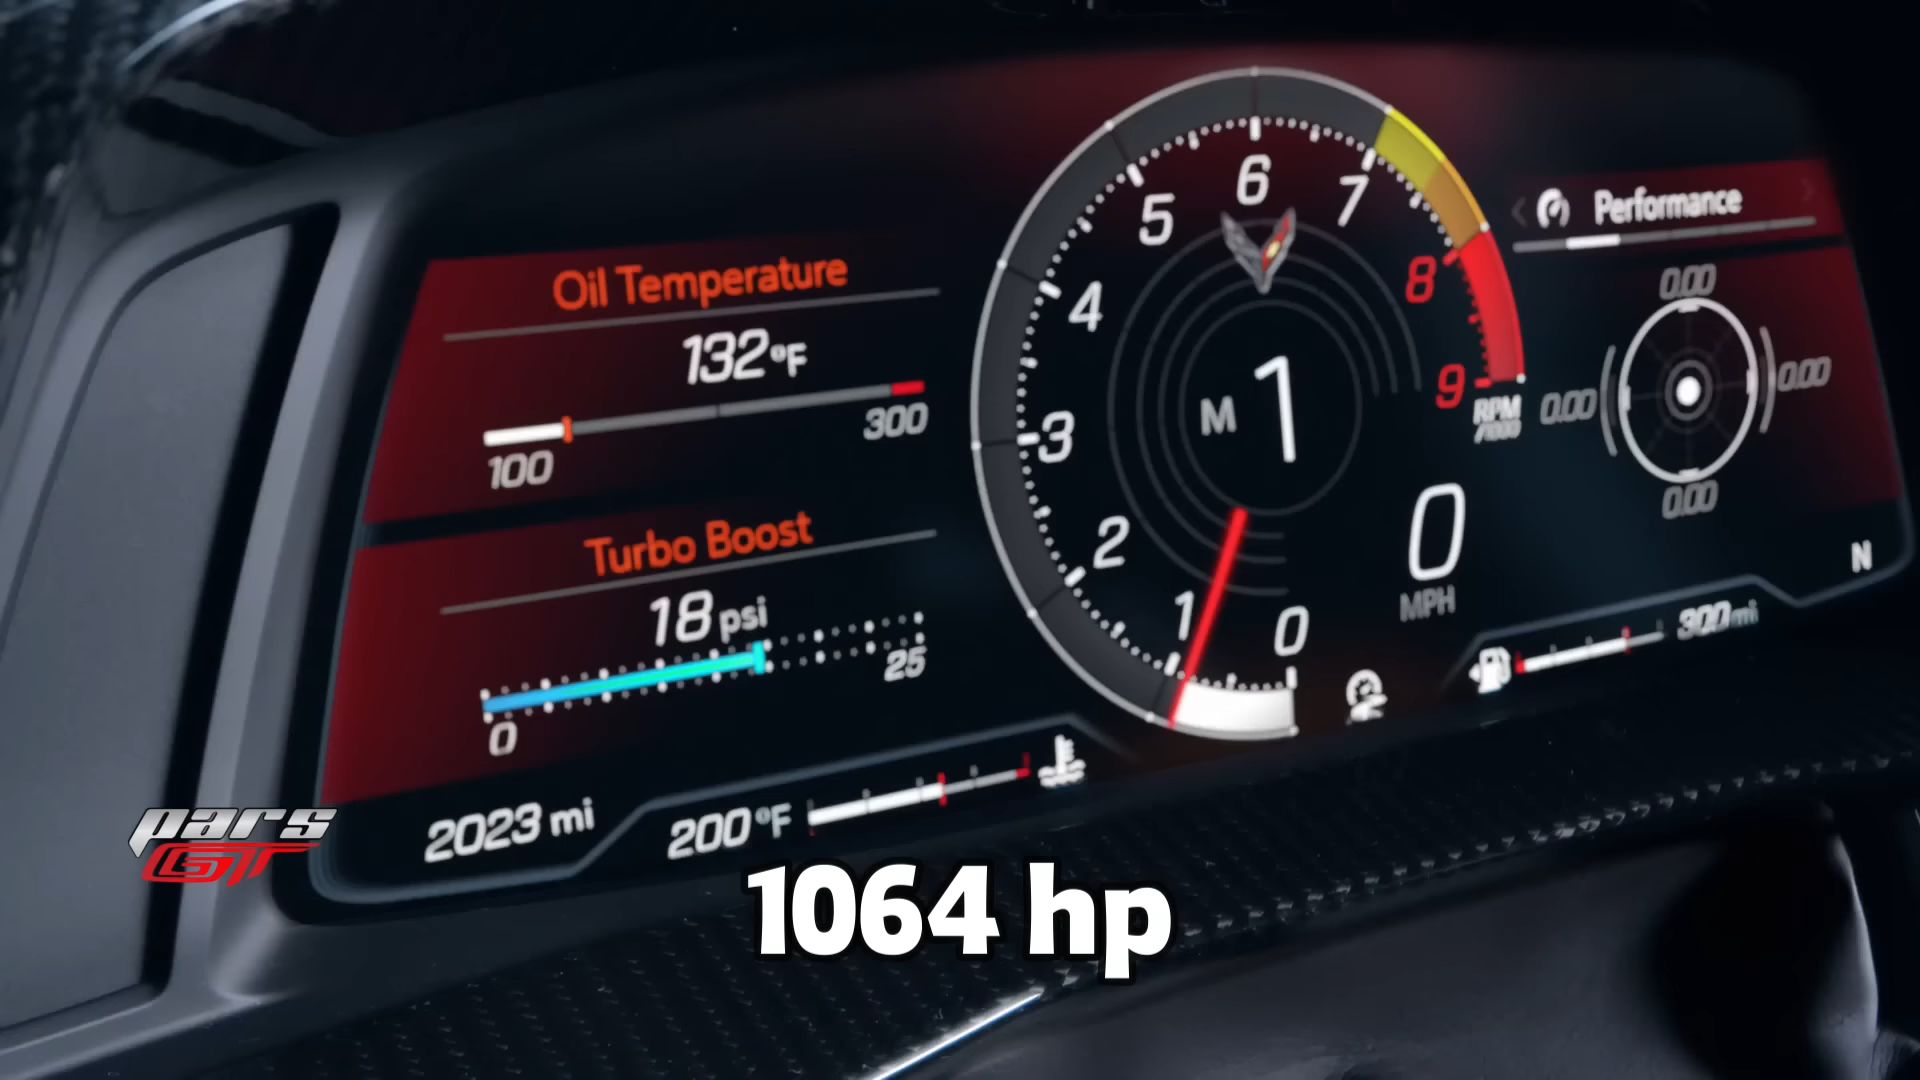 Oil Temperature
132°F
100
300
Turbo Boost
18 psi
0
25
2023 mi
200°F
0
1
2
3
4
5
6
7
8
9
RPM
/1000
M 1
0
MPH
Performance
0.00
0.00
0.00
0.00
N
300mi
pars
GT
1064 hp